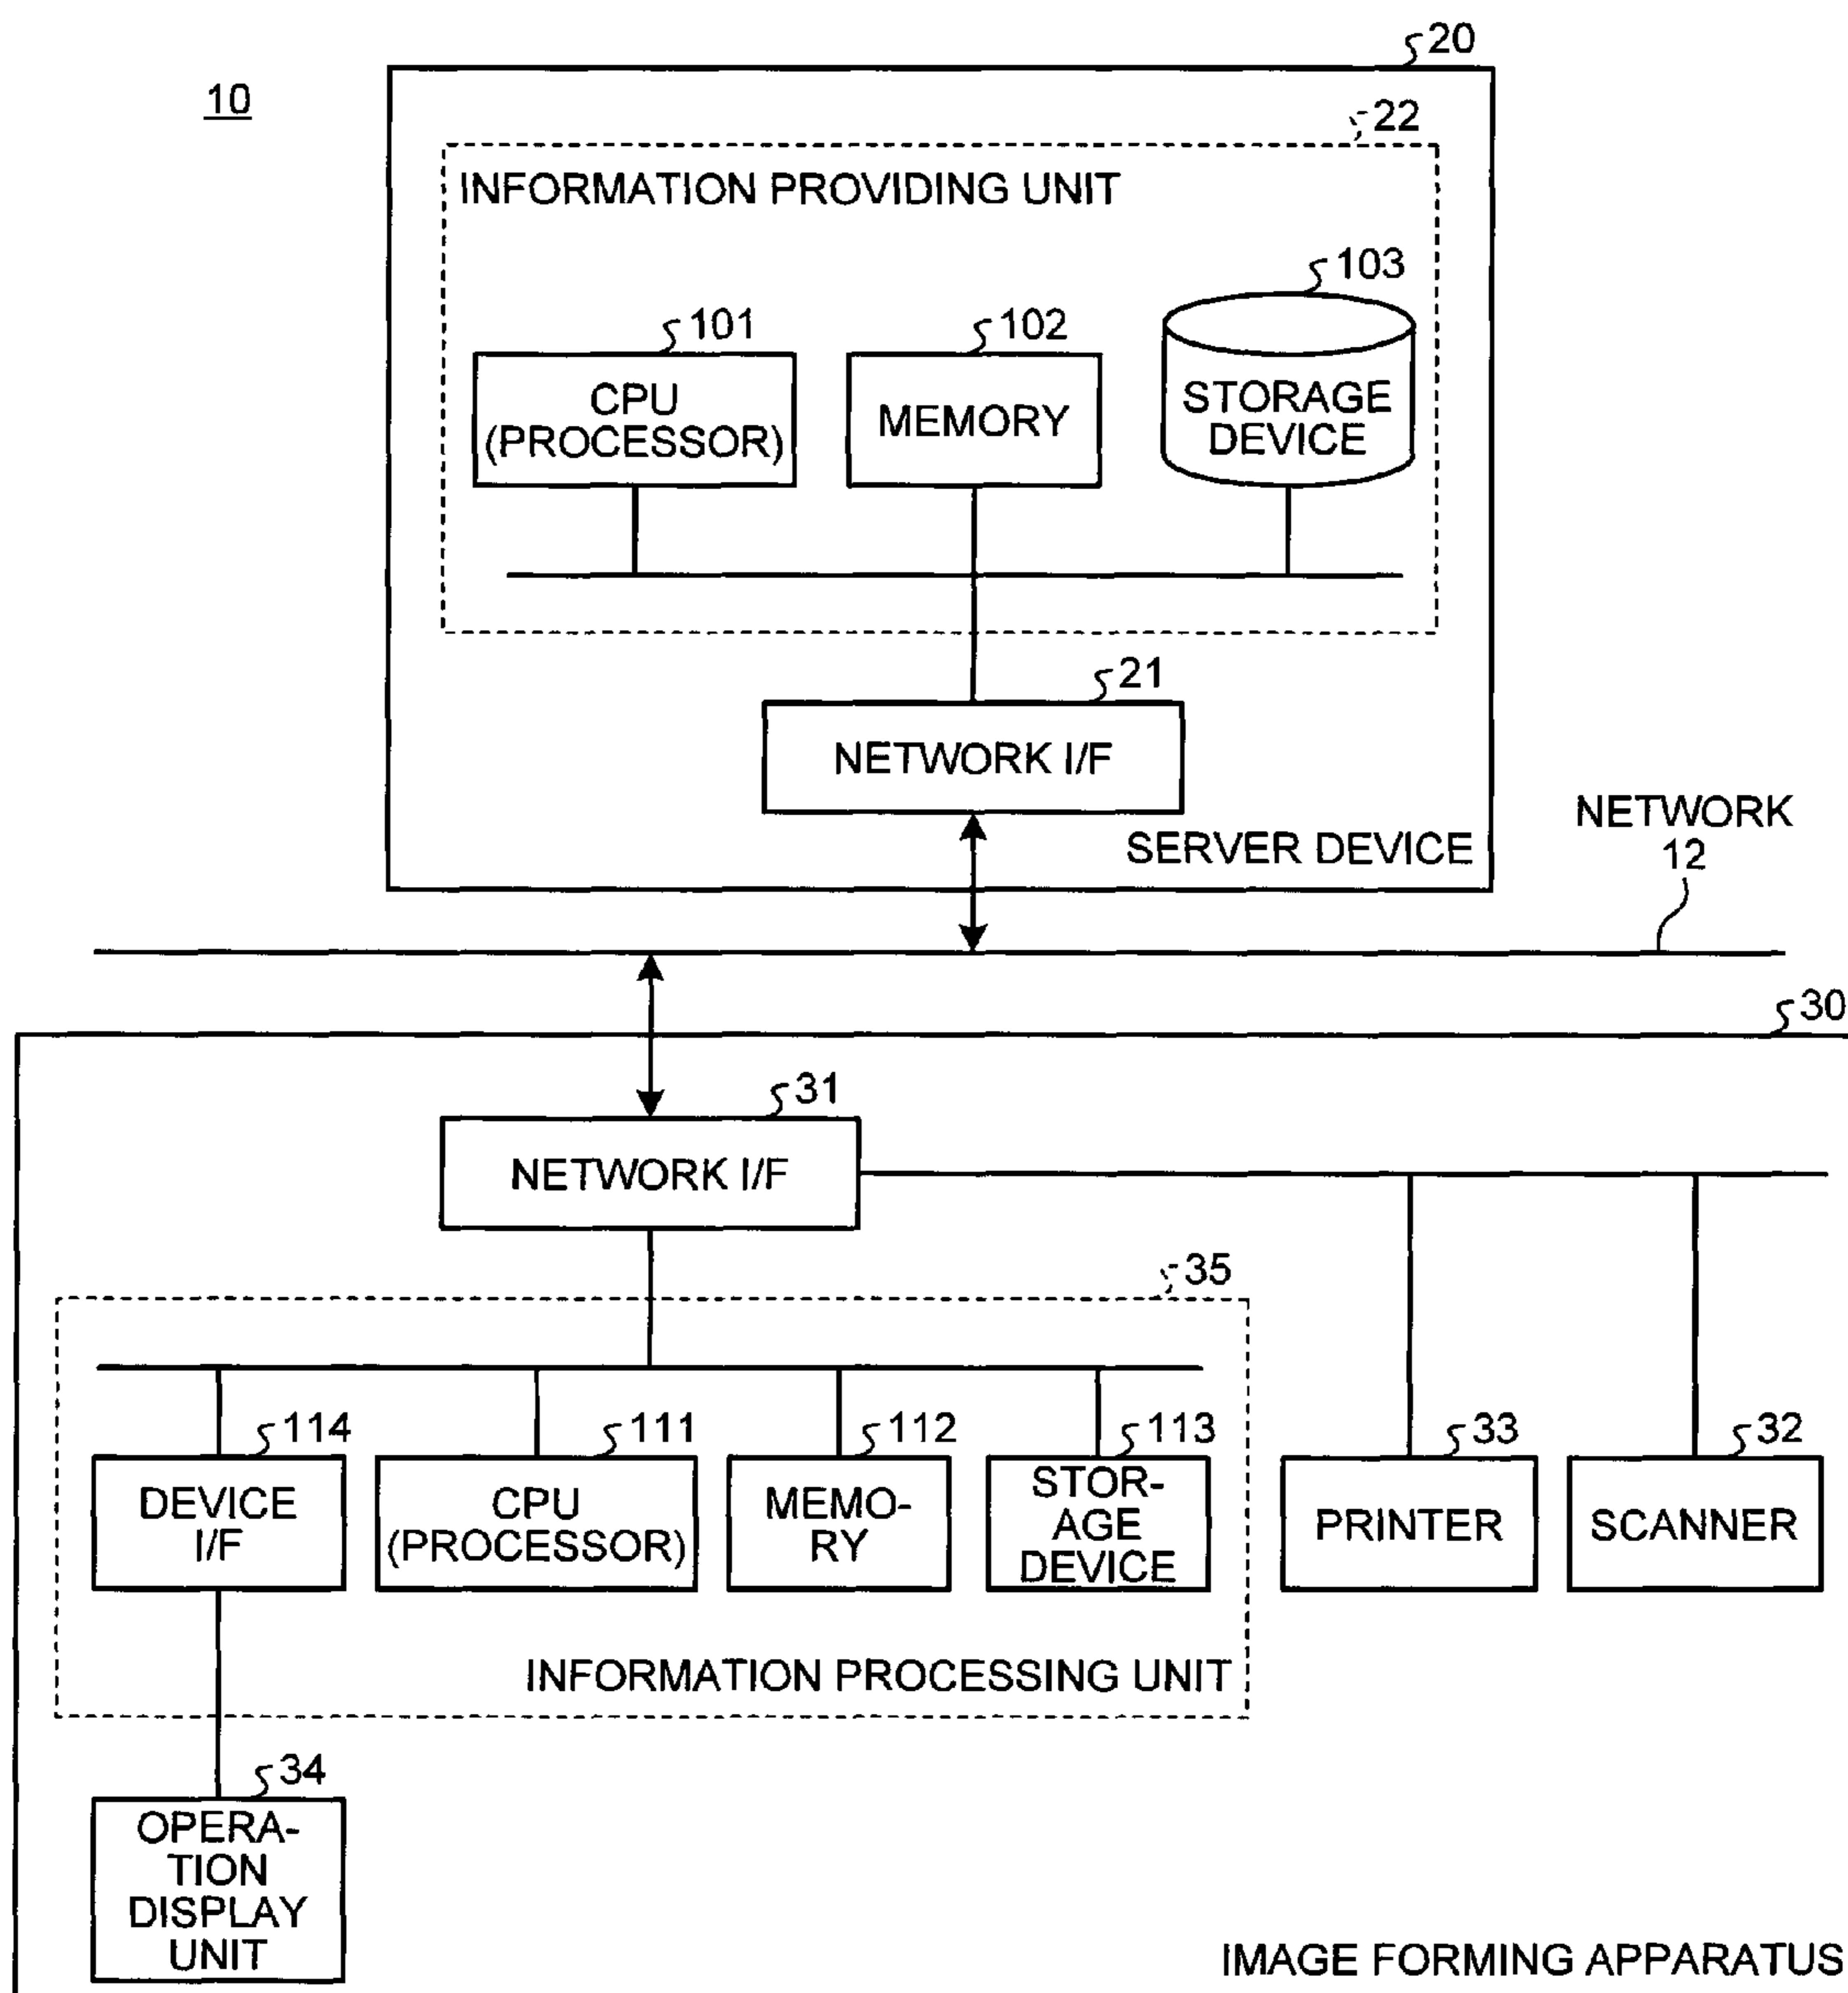 10
20
22
INFORMATION PROVIDING UNIT
103
101
102
CPU
(PROCESSOR)
MEMORY
STORAGE
DEVICE
21
NETWORK I/F
SERVER DEVICE
NETWORK
12
30
31
NETWORK I/F
35
114
111
112
113
33
32
DEVICE
I/F
CPU
(PROCESSOR)
MEMO-
RY
STOR-
AGE
DEVICE
PRINTER
SCANNER
INFORMATION PROCESSING UNIT
34
OPERA-
TION
DISPLAY
UNIT
IMAGE FORMING APPARATUS